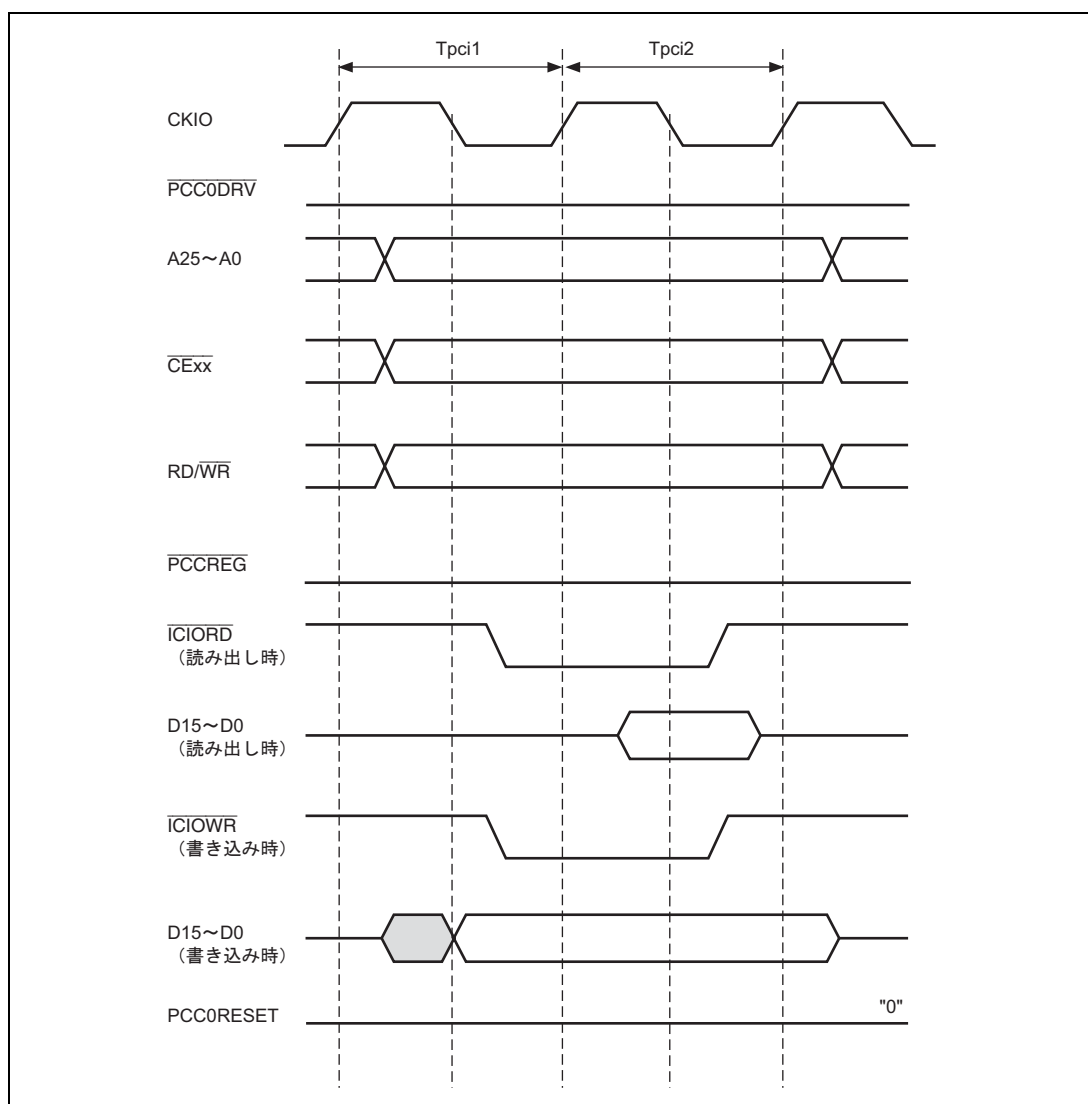 Tpci1 Tpci2
CKIO
PCC0DRV
A25～A0
CExx
RD/WR
PCCREG
ICIORD
（読み出し時）
D15～D0
（読み出し時）
ICIOWR
（書き込み時）
D15～D0
（書き込み時）
PCC0RESET "0"